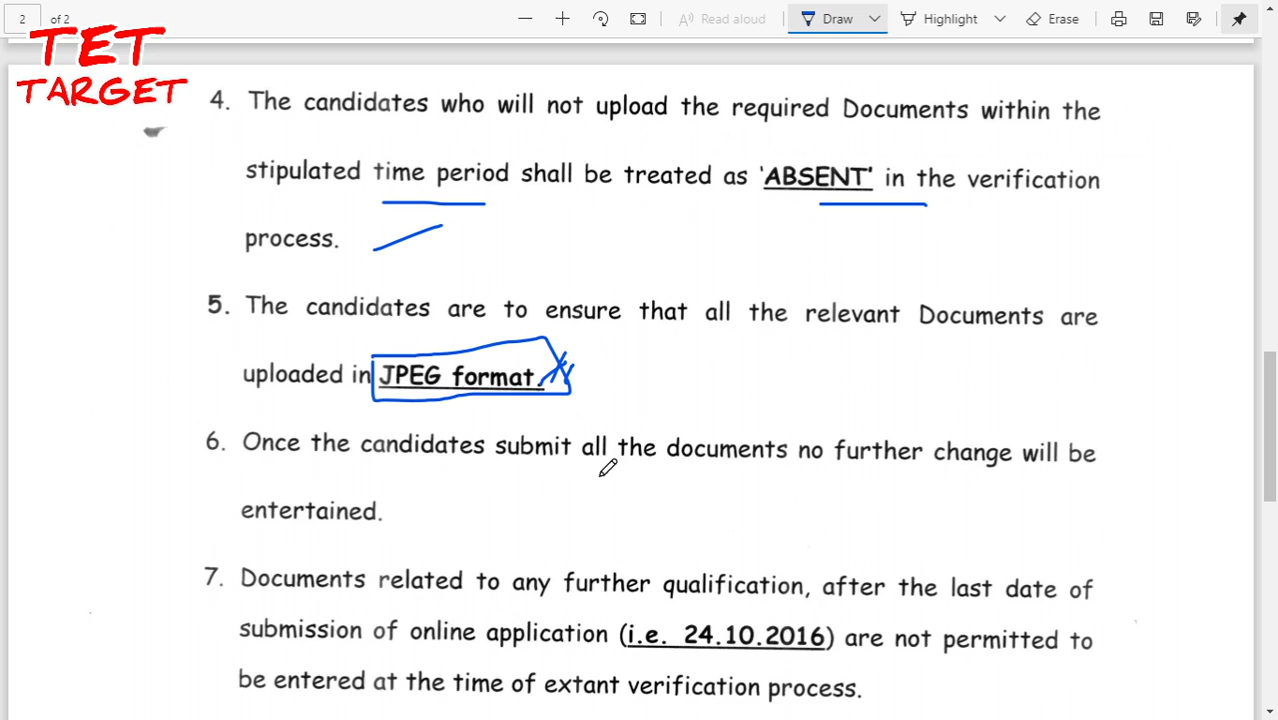 2 of 2
Read aloud
Draw
Highlight
Erase
TET
TARGET
4. The candidates who will not upload the required Documents within the
stipulated time period shall be treated as 'ABSENT' in the verification
process.
5. The candidates are to ensure that all the relevant Documents are
uploaded in JPEG format.
6. Once the candidates submit all the documents no further change will be
entertained.
7. Documents related to any further qualification, after the last date of
submission of online application (i.e. 24.10.2016) are not permitted to
be entered at the time of extant verification process.